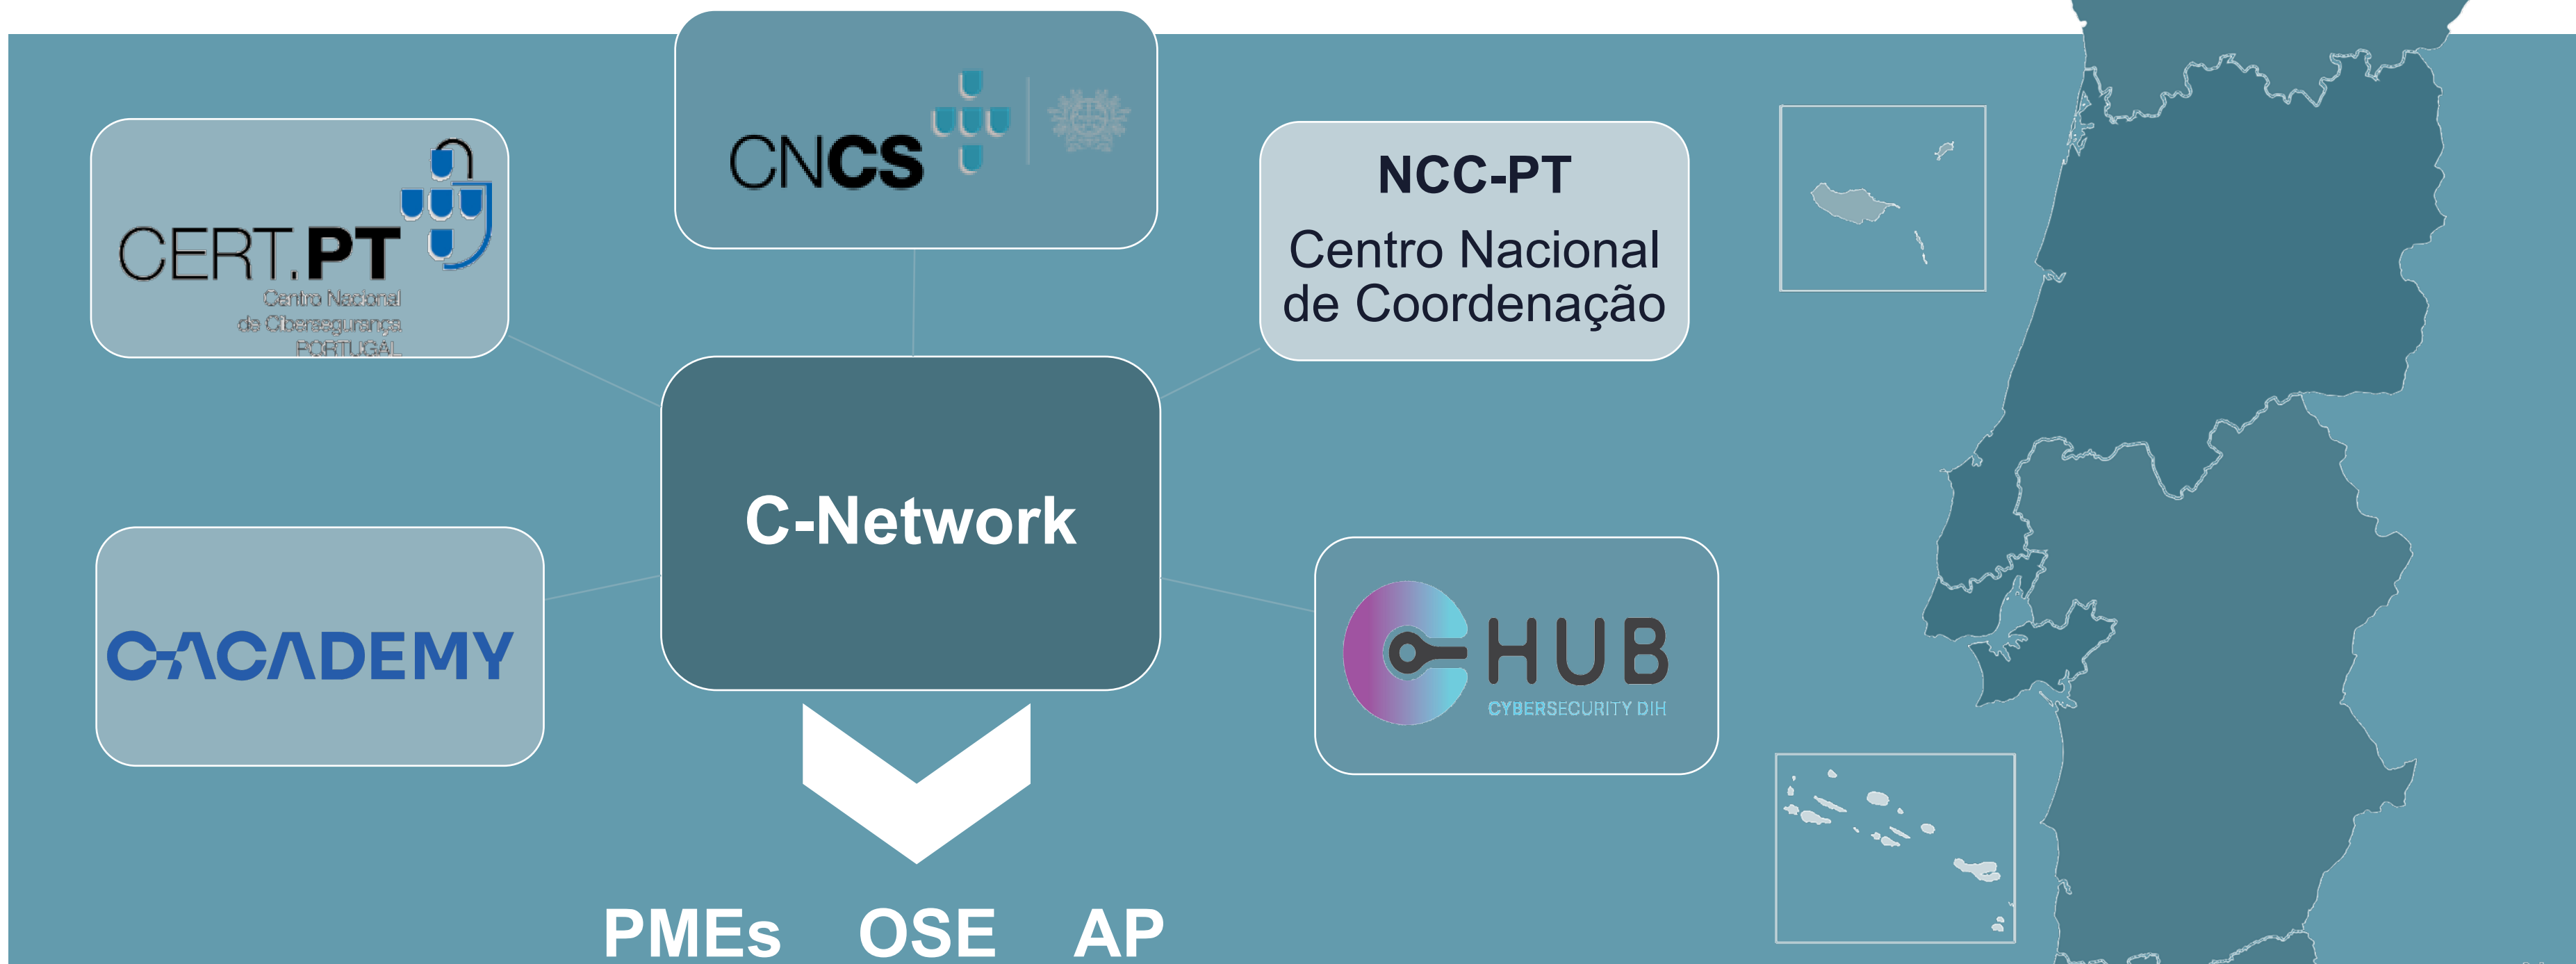 CNCS
CERT.PT
Centro Nacional
de Cibersegurança
PORTUGAL
NCC-PT
Centro Nacional
de Coordenação
C-Network
C-ACADEMY
C HUB
CYBERSECURITY DIH
PMEs OSE AP